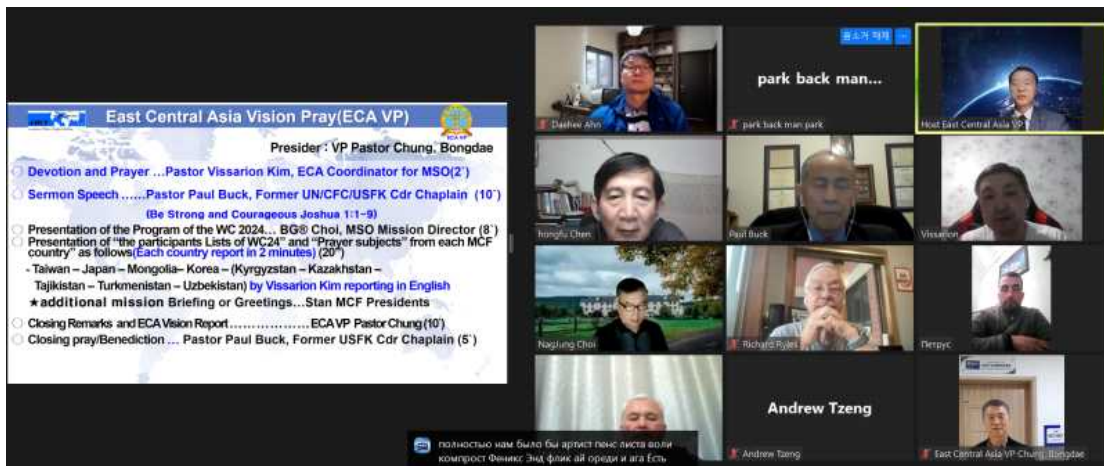 East Central Asia Vision Pray(ECA VP)
ECA VP
Presider : VP Pastor Chung, Bongdae
Devotion and Prayer ...Pastor Vissarion Kim, ECA Coordinator for MSO(2`)
Sermon Speech ......Pastor Paul Buck, Former UN/CFC/USFK Cdr Chaplain (10`)
(Be Strong and Courageous Joshua 1:1-9)
Presentation of the Program of the WC 2024... BG® Choi, MSO Mission Director (8`)
Presentation of “the participants Lists of WC24” and “Prayer subjects” from each MCF
country” as follows(Each country report in 2 minutes) (20”)
- Taiwan – Japan – Mongolia– Korea – (Kyrgyzstan – Kazakhstan –
Tajikistan – Turkmenistan – Uzbekistan) by Vissarion Kim reporting in English
★additional mission Briefing or Greetings...Stan MCF Presidents
Closing Remarks and ECA Vision Report .................. ECA VP Pastor Chung(10`)
Closing pray/Benediction ... Pastor Paul Buck, Former USFK Cdr Chaplain (5`)
Daehee Ahn
음소거 해제 ...
park back man...
park back man park
Host East Central Asia VP
hongfu Chen
Paul Buck
Vissarion
NagJung Choi
Richard Ryles
Петрус
Andrew Tzeng
Andrew Tzeng
East Central Asia VP Chung, Bongdae
полностью нам было бы артист пенс листа воли
компрост Феникс Энд флик ай ореди и ага Есть